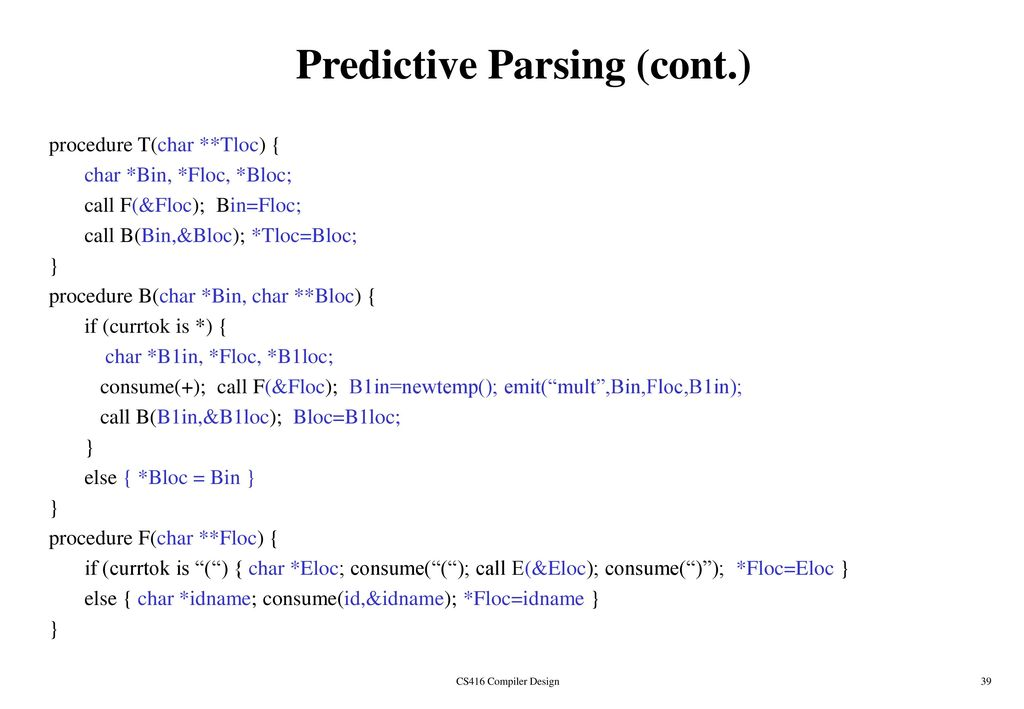 Predictive Parsing (cont.)
procedure T(char **Tloc) {
char *Bin, *Floc, *Bloc;
call F(&Floc); Bin=Floc;
call B(Bin,&Bloc); *Tloc=Bloc;
}
procedure B(char *Bin, char **Bloc) {
if (currtok is *) {
char *B1in, *Floc, *B1loc;
consume(+); call F(&Floc); B1in=newtemp(); emit(“mult”,Bin,Floc,B1in);
call B(B1in,&B1loc); Bloc=B1loc;
}
else { *Bloc = Bin }
}
procedure F(char **Floc) {
if (currtok is “(“) { char *Eloc; consume(“(“); call E(&Eloc); consume(“)”); *Floc=Eloc }
else { char *idname; consume(id,&idname); *Floc=idname }
}
CS416 Compiler Design
39